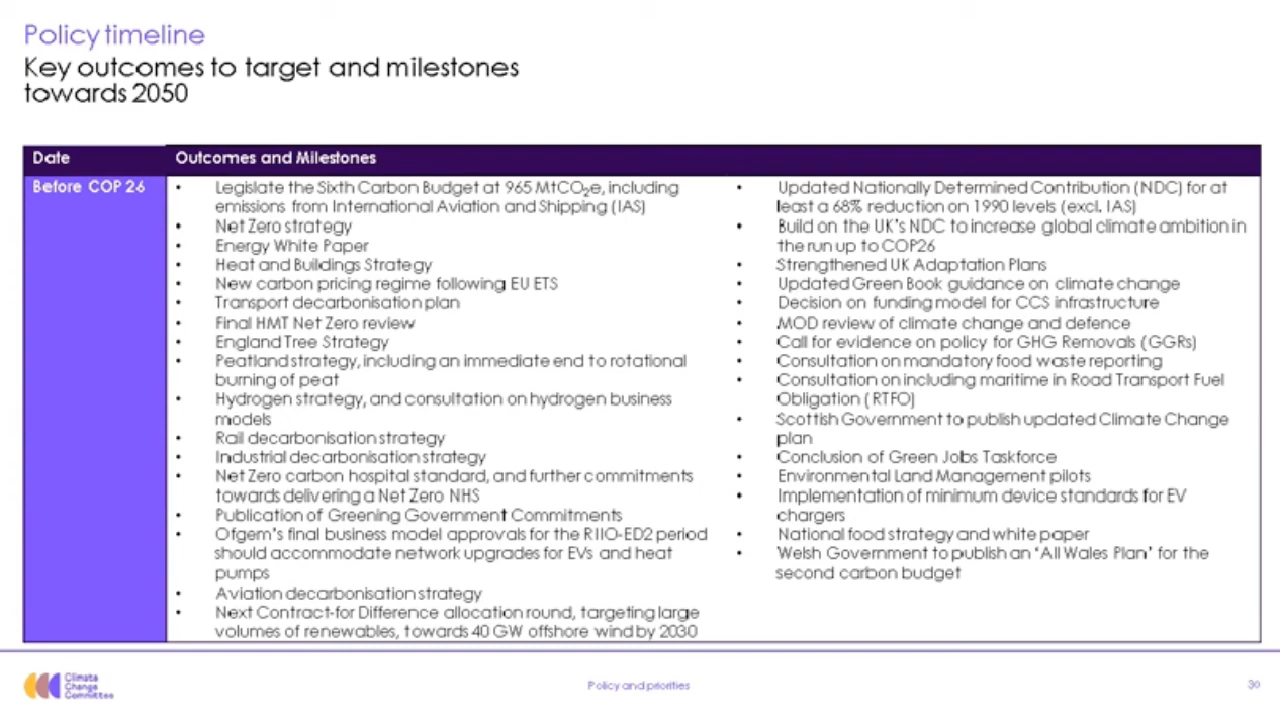 Policy timeline
Key outcomes to target and milestones
towards 2050
Date
Outcomes and Milestones
Before COP 26
• Legislate the Sixth Carbon Budget at 965 MtCO₂e, including
emissions from International Aviation and Shipping (IAS)
• Net Zero strategy
• Energy White Paper
• Heat and Buildings Strategy
• New carbon pricing regime following EU ETS
• Transport decarbonisation plan
• Final HMT Net Zero review
• England Tree Strategy
• Peatland strategy, including an immediate end to rotational
burning of peat
• Hydrogen strategy, and consultation on hydrogen business
models
• Rail decarbonisation strategy
• Industrial decarbonisation strategy
• Net Zero carbon hospital standard, and further commitments
towards delivering a Net Zero NHS
• Publication of Greening Government Commitments
• Ofgem's final business model approvals for the RIIO-ED2 period
should accommodate network upgrades for EVs and heat
pumps
• Aviation decarbonisation strategy
• Next Contract-for Difference allocation round, targeting large
volumes of renewables, towards 40 GW offshore wind by 2030
• Updated Nationally Determined Contribution (NDC) for at
least a 68% reduction on 1990 levels (excl. IAS)
• Build on the UK's NDC to increase global climate ambition in
the run up to COP26
• Strengthened UK Adaptation Plans
• Updated Green Book guidance on climate change
• Decision on funding model for CCS infrastructure
• MOD review of climate change and defence
• Call for evidence on policy for GHG Removals (GGRs)
• Consultation on mandatory food waste reporting
• Consultation on including maritime in Road Transport Fuel
Obligation (RTFO)
• Scottish Government to publish updated Climate Change
plan
• Conclusion of Green Jobs Taskforce
• Environmental Land Management pilots
• Implementation of minimum device standards for EV
chargers
• National food strategy and white paper
• Welsh Government to publish an 'All Wales Plan' for the
second carbon budget
Climate
Change
Committee
Policy and priorities
30